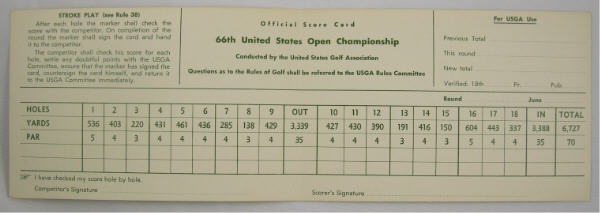 STROKE PLAY (see Rule 38)
After each hole the marker shall check the
score with the competitor. On completion of
the round the marker shall sign the card and
hand it to the competitor.
The competitor shall check his score for each
hole, settle any doubtful points with the
Committee, ensure that the marker has signed
the card, countersign the card himself, and return
it to the Committee immediately.
Official Score Card
66th United States Open Championship
Conducted by the United States Golf Association
Questions as to the Rules of Golf shall be referred to the USGA Rules Committee
For USGA Use
Previous Total
This round
New total
Verified: 18th Pr. Pub.
Round June
HOLES 1 2 3 4 5 6 7 8 9 OUT 10 11 12 13 14 15 16 17 18 IN TOTAL
YARDS 536 403 220 431 461 436 285 138 429 3,339 427 430 390 191 416 150 604 443 337 3,388 6,727
PAR 5 4 3 4 4 4 4 3 4 35 4 4 4 3 4 3 5 4 4 35 70
I have checked my score hole by hole.
Competitor's Signature
Scorer's Signature